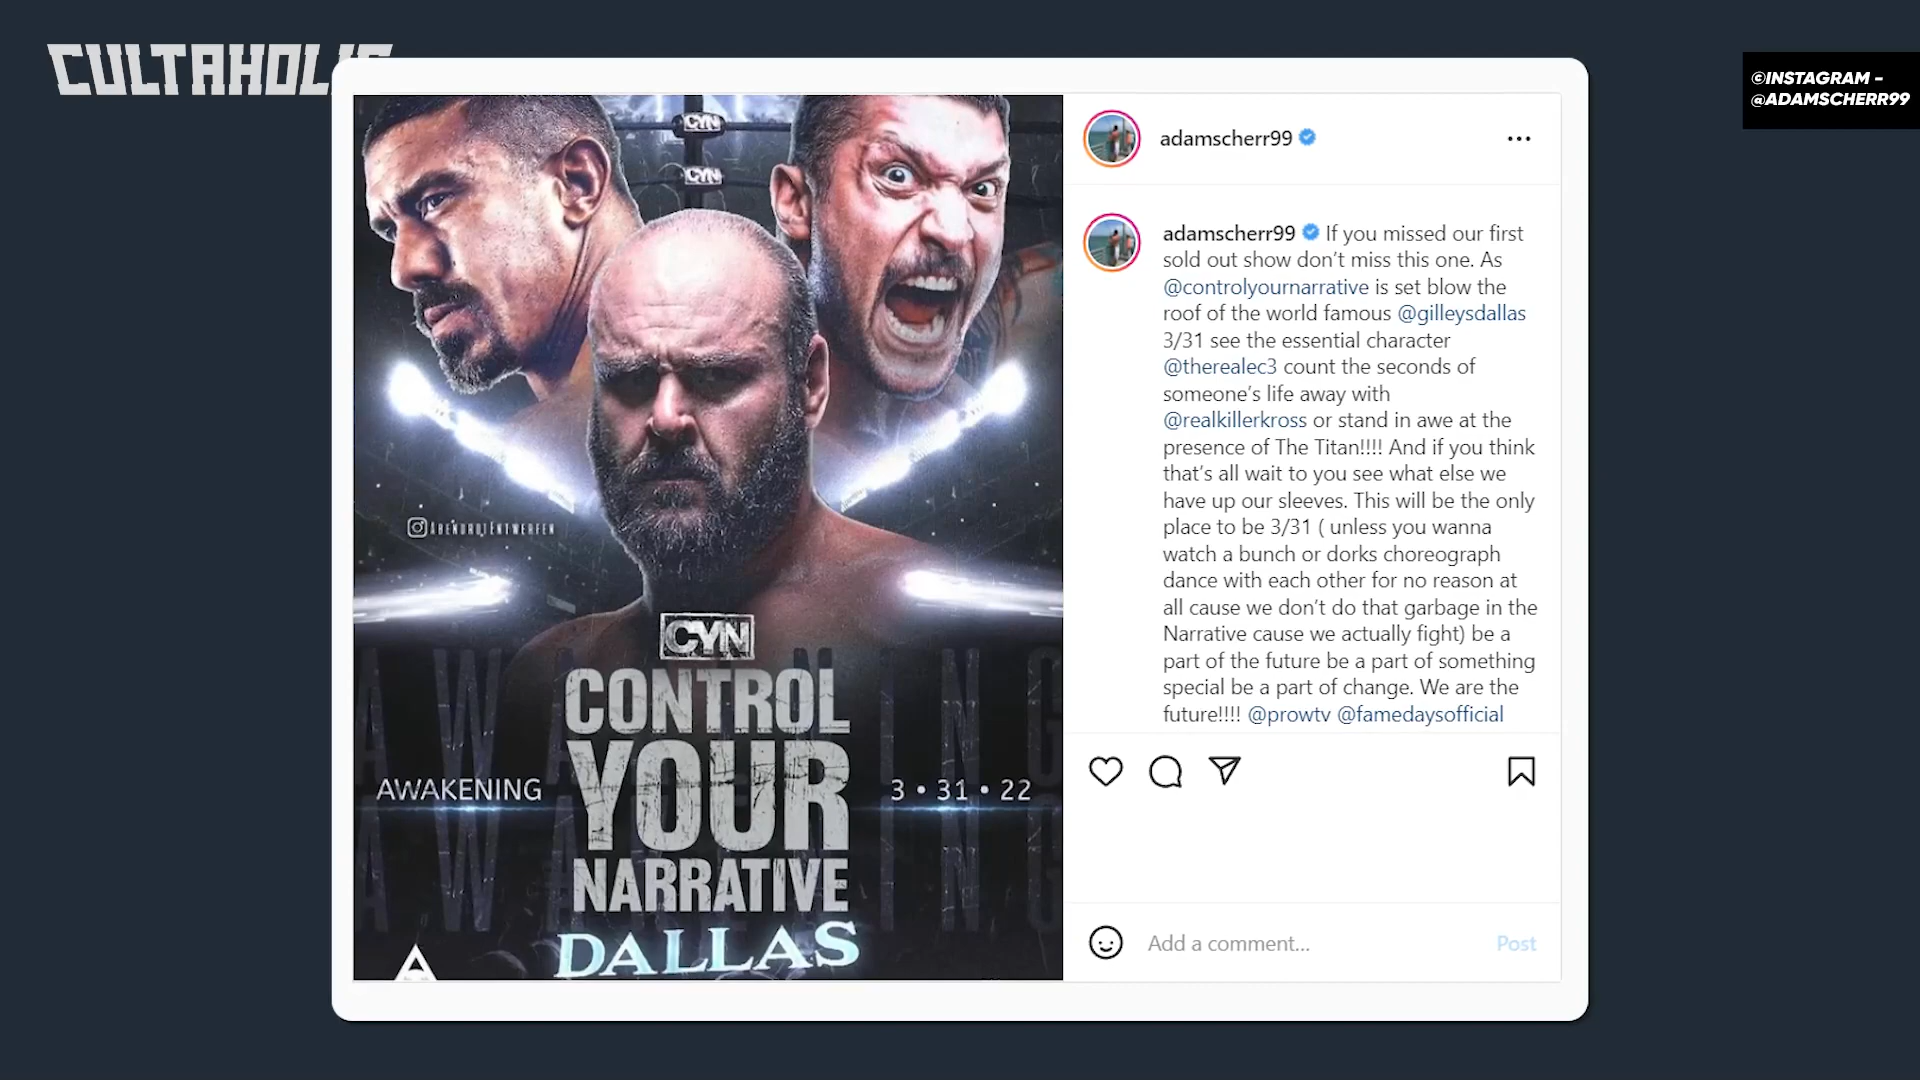 CULTAHOLIC
©INSTAGRAM -
@ADAMSCHERR99
CYN
CYN
AbendrotEntwerfen
CYN
CONTROL
YOUR
NARRATIVE
AWAKENING
3 • 31 • 22
DALLAS
adamscherr99
adamscherr99 If you missed our first
sold out show don't miss this one. As
@controlyournarrative is set blow the
roof of the world famous @gilleysdallas
3/31 see the essential character
@therealec3 count the seconds of
someone's life away with
@realkillerkross or stand in awe at the
presence of The Titan!!!! And if you think
that's all wait to you see what else we
have up our sleeves. This will be the only
place to be 3/31 ( unless you wanna
watch a bunch or dorks choreograph
dance with each other for no reason at
all cause we don't do that garbage in the
Narrative cause we actually fight) be a
part of the future be a part of something
special be a part of change. We are the
future!!!! @prowtv @famedaysofficial
Add a comment...
Post